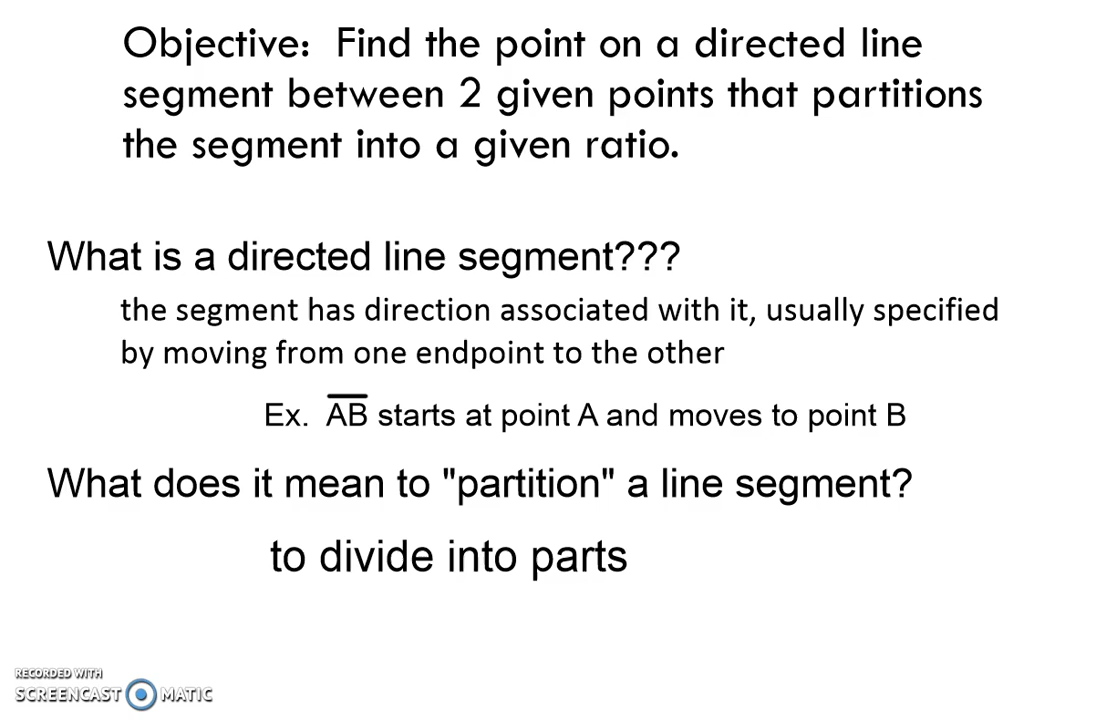 Objective:  Find the point on a directed line
segment between 2 given points that partitions
the segment into a given ratio.
What is a directed line segment???
the segment has direction associated with it, usually specified
by moving from one endpoint to the other
Ex.  AB starts at point A and moves to point B
What does it mean to "partition" a line segment?
to divide into parts
RECORDED WITH
SCREENCAST MATIC